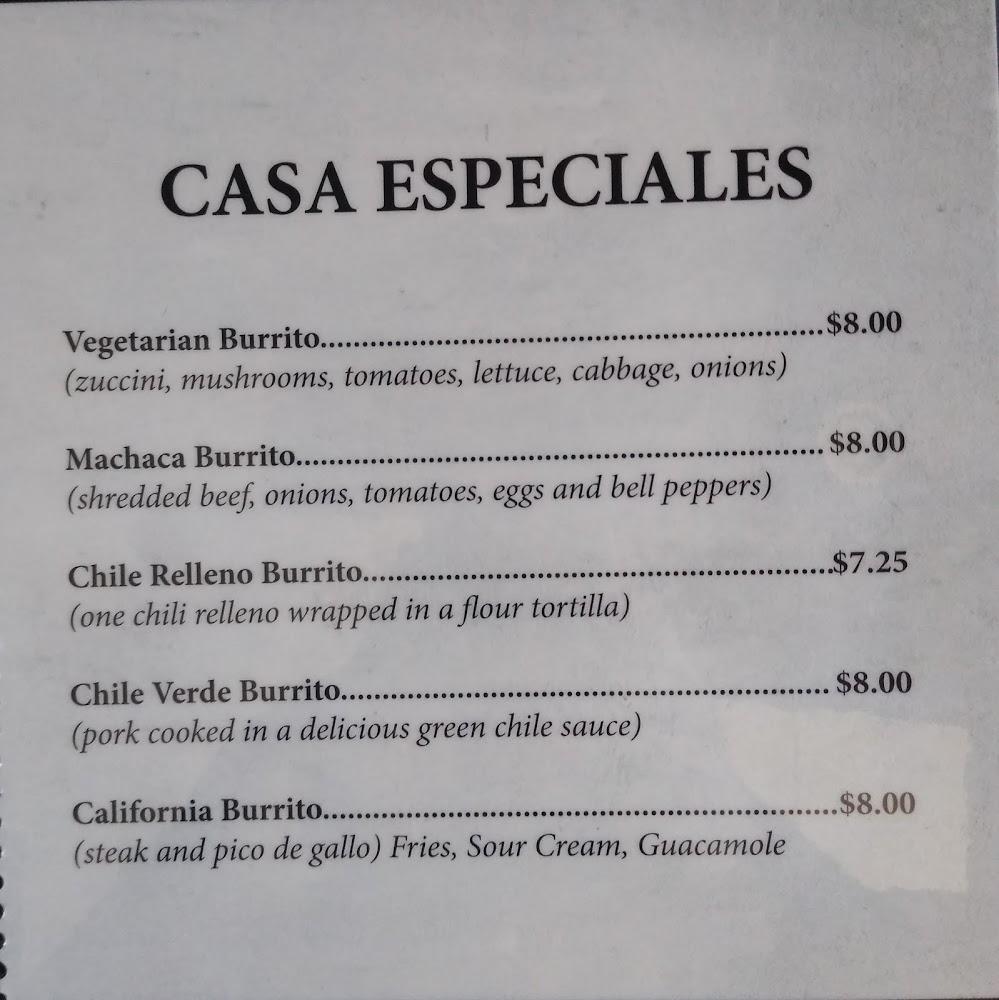 CASA ESPECIALES
Vegetarian Burrito..............................................................$8.00
(zuccini, mushrooms, tomatoes, lettuce, cabbage, onions)
Machaca Burrito................................................................ $8.00
(shredded beef, onions, tomatoes, eggs and bell peppers)
Chile Relleno Burrito.........................................................$7.25
(one chili relleno wrapped in a flour tortilla)
Chile Verde Burrito........................................................... $8.00
(pork cooked in a delicious green chile sauce)
California Burrito...............................................................$8.00
(steak and pico de gallo) Fries, Sour Cream, Guacamole